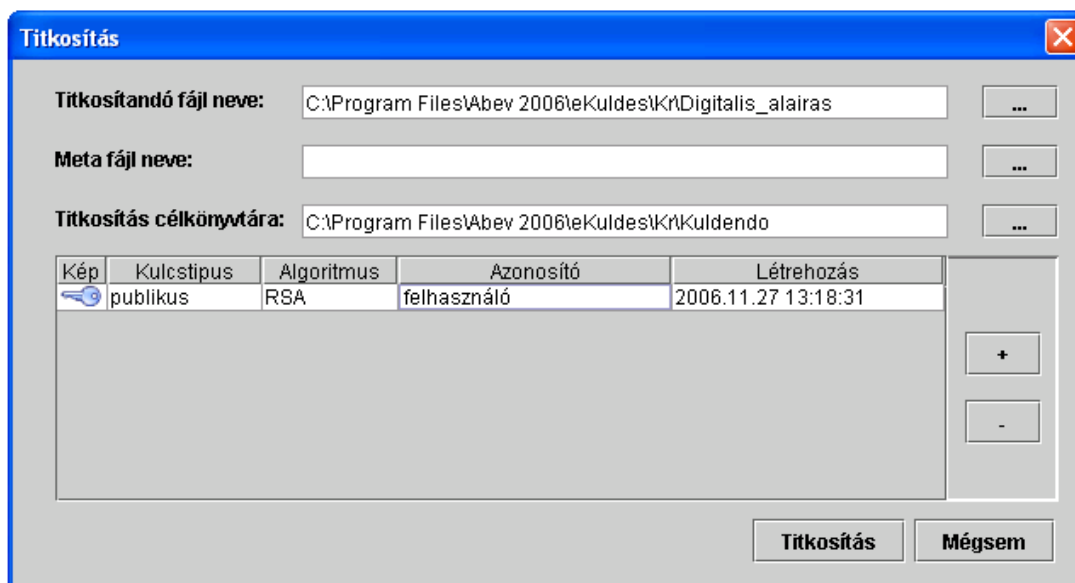 Titkosítás
Titkosítandó fájl neve: C:\Program Files\Abev 2006\eKuldes\Kr\Digitalis_alairas ...
Meta fájl neve: ...
Titkosítás célkönyvtára: C:\Program Files\Abev 2006\eKuldes\Kr\Kuldendo ...
Kép Kulcstipus Algoritmus Azonosító Létrehozás
publikus RSA felhasználó 2006.11.27 13:18:31
+
-
Titkosítás Mégsem